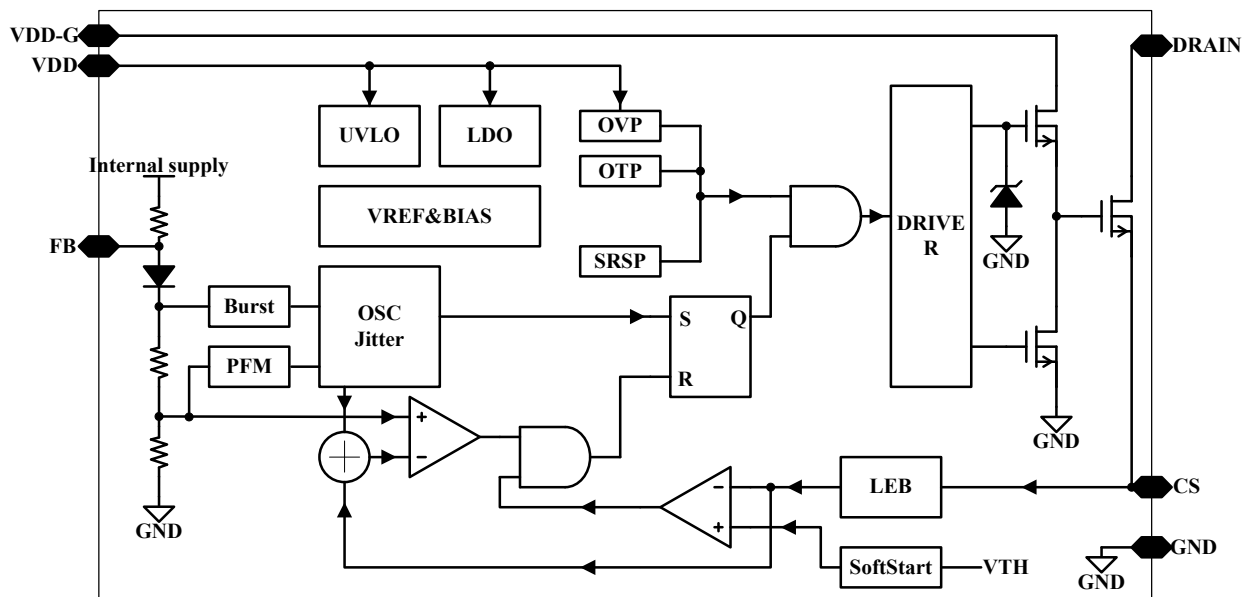 VDD-G
DRAIN
VDD
UVLO
LDO
OVP
Internal supply
OTP
VREF&BIAS
DRIVE
R
FB
SRSP
GND
Burst
OSC
Jitter
S
Q
PFM
R
+
−
GND
LEB
CS
-
+
GND
SoftStart
VTH
GND
GND